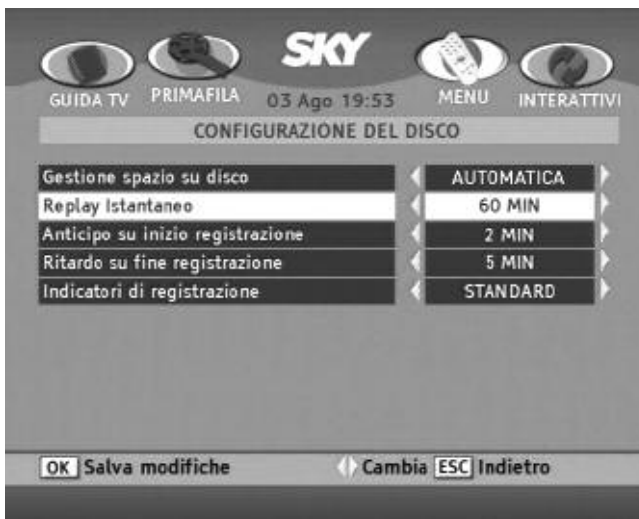 SKY
GUIDA TV PRIMAFILA 03 Ago 19:53 MENU INTERATTIVI
CONFIGURAZIONE DEL DISCO
Gestione spazio su disco AUTOMATICA
Replay Istantaneo 60 MIN
Anticipo su inizio registrazione 2 MIN
Ritardo su fine registrazione 5 MIN
Indicatori di registrazione STANDARD
OK Salva modifiche Cambia ESC Indietro